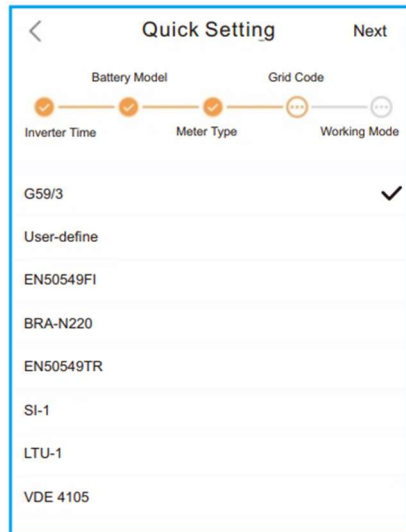 Quick Setting Next
Battery Model Grid Code
Inverter Time Meter Type Working Mode
G59/3
User-define
EN50549FI
BRA-N220
EN50549TR
SI-1
LTU-1
VDE 4105